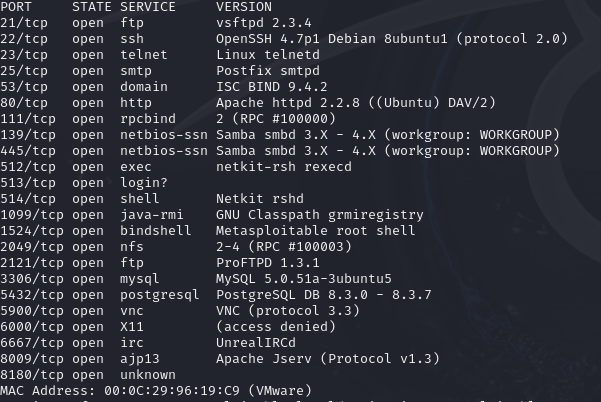 PORT     STATE SERVICE     VERSION
21/tcp   open  ftp         vsftpd 2.3.4
22/tcp   open  ssh         OpenSSH 4.7p1 Debian 8ubuntu1 (protocol 2.0)
23/tcp   open  telnet      Linux telnetd
25/tcp   open  smtp        Postfix smtpd
53/tcp   open  domain      ISC BIND 9.4.2
80/tcp   open  http        Apache httpd 2.2.8 ((Ubuntu) DAV/2)
111/tcp  open  rpcbind     2 (RPC #100000)
139/tcp  open  netbios-ssn Samba smbd 3.X - 4.X (workgroup: WORKGROUP)
445/tcp  open  netbios-ssn Samba smbd 3.X - 4.X (workgroup: WORKGROUP)
512/tcp  open  exec        netkit-rsh rexecd
513/tcp  open  login?
514/tcp  open  shell       Netkit rshd
1099/tcp open  java-rmi    GNU Classpath grmiregistry
1524/tcp open  bindshell   Metasploitable root shell
2049/tcp open  nfs         2-4 (RPC #100003)
2121/tcp open  ftp         ProFTPD 1.3.1
3306/tcp open  mysql       MySQL 5.0.51a-3ubuntu5
5432/tcp open  postgresql  PostgreSQL DB 8.3.0 - 8.3.7
5900/tcp open  vnc         VNC (protocol 3.3)
6000/tcp open  X11         (access denied)
6667/tcp open  irc         UnrealIRCd
8009/tcp open  ajp13       Apache Jserv (Protocol v1.3)
8180/tcp open  unknown
MAC Address: 00:0C:29:96:19:C9 (VMware)